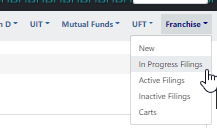 n D UIT Mutual Funds UFT Franchise
New
In Progress Filings
Active Filings
Inactive Filings
Carts